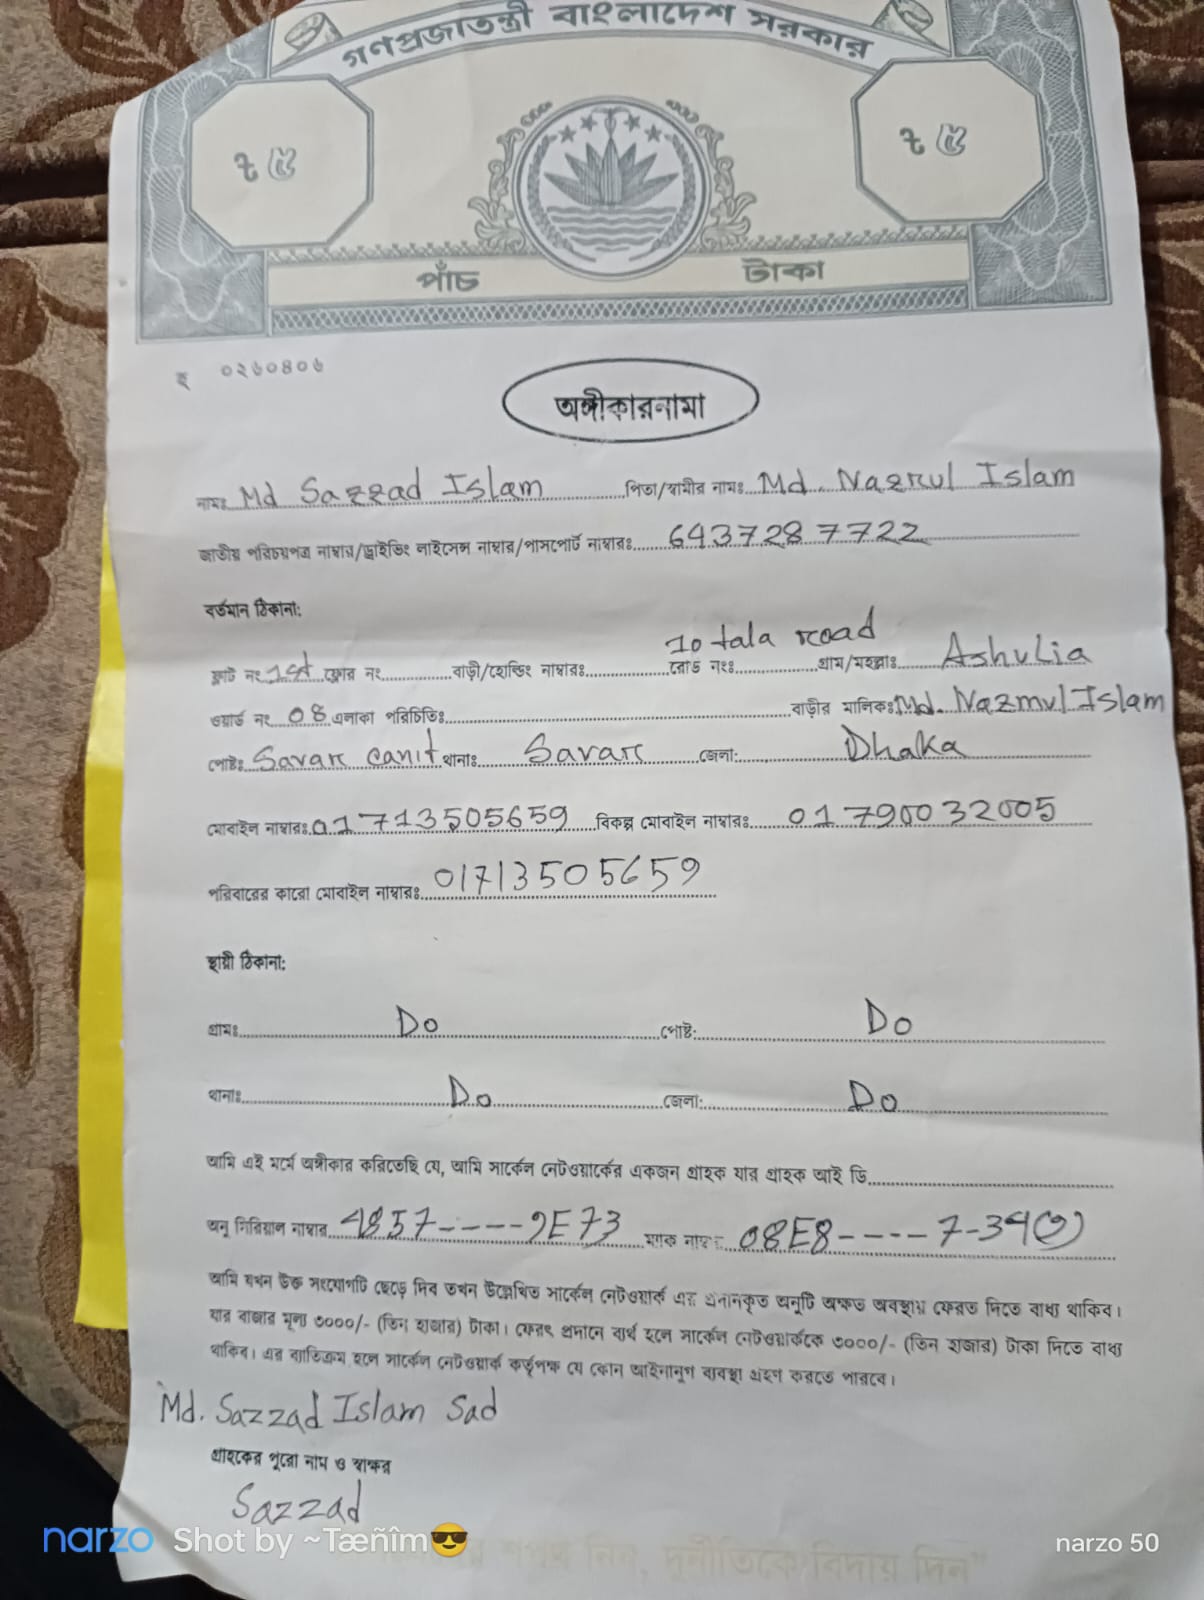 গণপ্রজাতন্ত্রী বাংলাদেশ সরকার
৳ ৫ ৳ ৫
পাঁচ টাকা
ই ০২৬০৪০৬
অঙ্গীকারনামা
নামঃ Md Sazzad Islam পিতা/স্বামীর নামঃ Md. Nazrul Islam
জাতীয় পরিচয়পত্র নাম্বার/ড্রাইভিং লাইসেন্স নাম্বার/পাসপোর্ট নাম্বারঃ 6437287722
বর্তমান ঠিকানা:
ফ্লাট নং 1st ফ্লোর নং বাড়ী/হোল্ডিং নাম্বারঃ রোড নংঃ 10 tala road গ্রাম/মহল্লাঃ Ashulia
ওয়ার্ড নং 08 এলাকা পরিচিতিঃ বাড়ীর মালিকঃ Md. Nazmul Islam
পোষ্টঃ Savar canit থানাঃ Savar জেলা: Dhaka
মোবাইল নাম্বারঃ 01713505659 বিকল্প মোবাইল নাম্বারঃ 01790032005
পরিবারের কারো মোবাইল নাম্বারঃ 01713505659
স্থায়ী ঠিকানা:
গ্রামঃ Do পোষ্ট: Do
থানাঃ Do জেলা: Do
আমি এই মর্মে অঙ্গীকার করিতেছি যে, আমি সার্কেল নেটওয়ার্কের একজন গ্রাহক যার গ্রাহক আই ডি
অনু সিরিয়াল নাম্বার 4857----9E73 ম্যাক নাম্বার 08E8----7-34(9)
আমি যখন উক্ত সংযোগটি ছেড়ে দিব তখন উল্লেখিত সার্কেল নেটওয়ার্ক এর প্রদানকৃত অনুটি অক্ষত অবস্থায় ফেরত দিতে বাধ্য থাকিব।
যার বাজার মূল্য ৩০০০/- (তিন হাজার) টাকা। ফেরৎ প্রদানে ব্যর্থ হলে সার্কেল নেটওয়ার্ককে ৩০০০/- (তিন হাজার) টাকা দিতে বাধ্য
থাকিব। এর ব্যতিক্রম হলে সার্কেল নেটওয়ার্ক কর্তৃপক্ষ যে কোন আইনানুগ ব্যবস্থা গ্রহণ করতে পারবে।
Md. Sazzad Islam Sad
গ্রাহকের পুরো নাম ও স্বাক্ষর
Sazzad
শপথ নিন, দুর্নীতিকে বিদায় দিন"
narzo Shot by ~Tæñîm😎 narzo 50